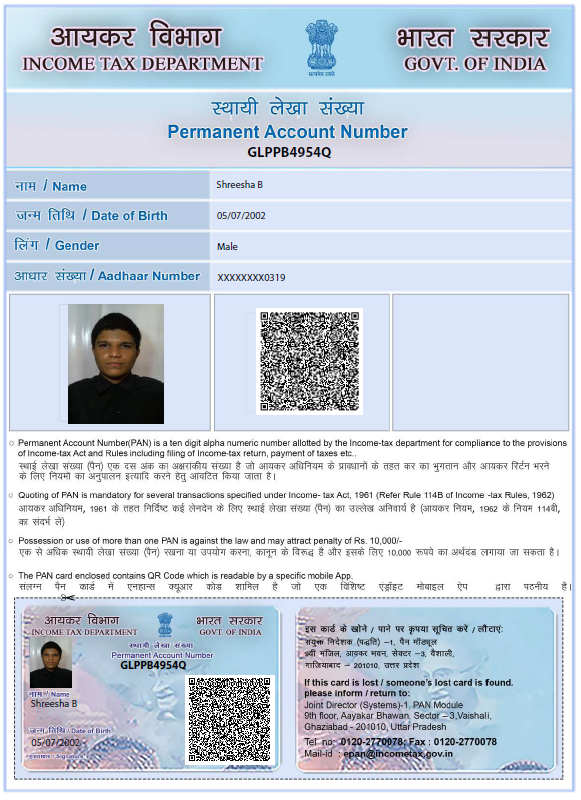 आयकर विभाग
INCOME TAX DEPARTMENT
सत्यमेव जयते
भारत सरकार
GOVT. OF INDIA
स्थायी लेखा संख्या
Permanent Account Number
GLPPB4954Q
नाम / Name
Shreesha B
जन्म तिथि / Date of Birth
05/07/2002
लिंग / Gender
Male
आधार संख्या / Aadhaar Number
XXXXXXXX0319
○ Permanent Account Number(PAN) is a ten digit alpha numeric number allotted by the Income-tax department for compliance to the provisions
of Income-tax Act and Rules including filing of Income-tax return, payment of taxes etc..
स्थाई लेखा संख्या (पैन) एक दस अंक का अक्षरांकीय संख्या है जो आयकर अधिनियम के प्रावधानों के तहत कर का भुगतान और आयकर रिटर्न भरने
के लिए नियमों का अनुपालन इत्यादि करने हेतु आवंटित किया जाता है।
○ Quoting of PAN is mandatory for several transactions specified under Income- tax Act, 1961 (Refer Rule 114B of Income -tax Rules, 1962)
आयकर अधिनियम, 1961 के तहत निर्दिष्ट कई लेनदेन के लिए स्थाई लेखा संख्या (पैन) का उल्लेख अनिवार्य है (आयकर नियम, 1962 के नियम 114बी,
का संदर्भ लें)
○ Possession or use of more than one PAN is against the law and may attract penalty of Rs. 10,000/-
एक से अधिक स्थायी लेखा संख्या (पैन) रखना या उपयोग करना, कानून के विरूद्ध है और इसके लिए 10,000 रूपये का अर्थदंड लगाया जा सकता है।
○ The PAN card enclosed contains QR Code which is readable by a specific mobile App.
संलग्न पैन कार्ड में एनहान्स क्यूआर कोड शामिल है जो एक विशिष्ट एंड्रॉइट मोबाइल ऐप द्वारा पठनीय है।
आयकर विभाग
INCOME TAX DEPARTMENT
भारत सरकार
GOVT. OF INDIA
स्थायी लेखा संख्या
Permanent Account Number
GLPPB4954Q
नाम / Name
Shreesha B
जन्म तिथि / Date of Birth
05/07/2002
हस्ताक्षर / Signature
इस कार्ड के खोने / पाने पर कृपया सूचित करें / लौटाएं:
संयुक्त निदेशक (पद्धति) –1, पैन मॉड्यूल
9वीं मंजिल, आयकर भवन, सेक्टर –3, वैशाली,
गाजियाबाद – 201010, उत्तर प्रदेश
If this card is lost / someone's lost card is found.
please inform / return to:
Joint Director (Systems)-1, PAN Module
9th floor, Aayakar Bhawan, Sector – 3,Vaishali,
Ghaziabad - 201010, Uttar Pradesh
Tel no- 0120-2770078; Fax : 0120-2770078
Mail-id : epan@incometax.gov.in